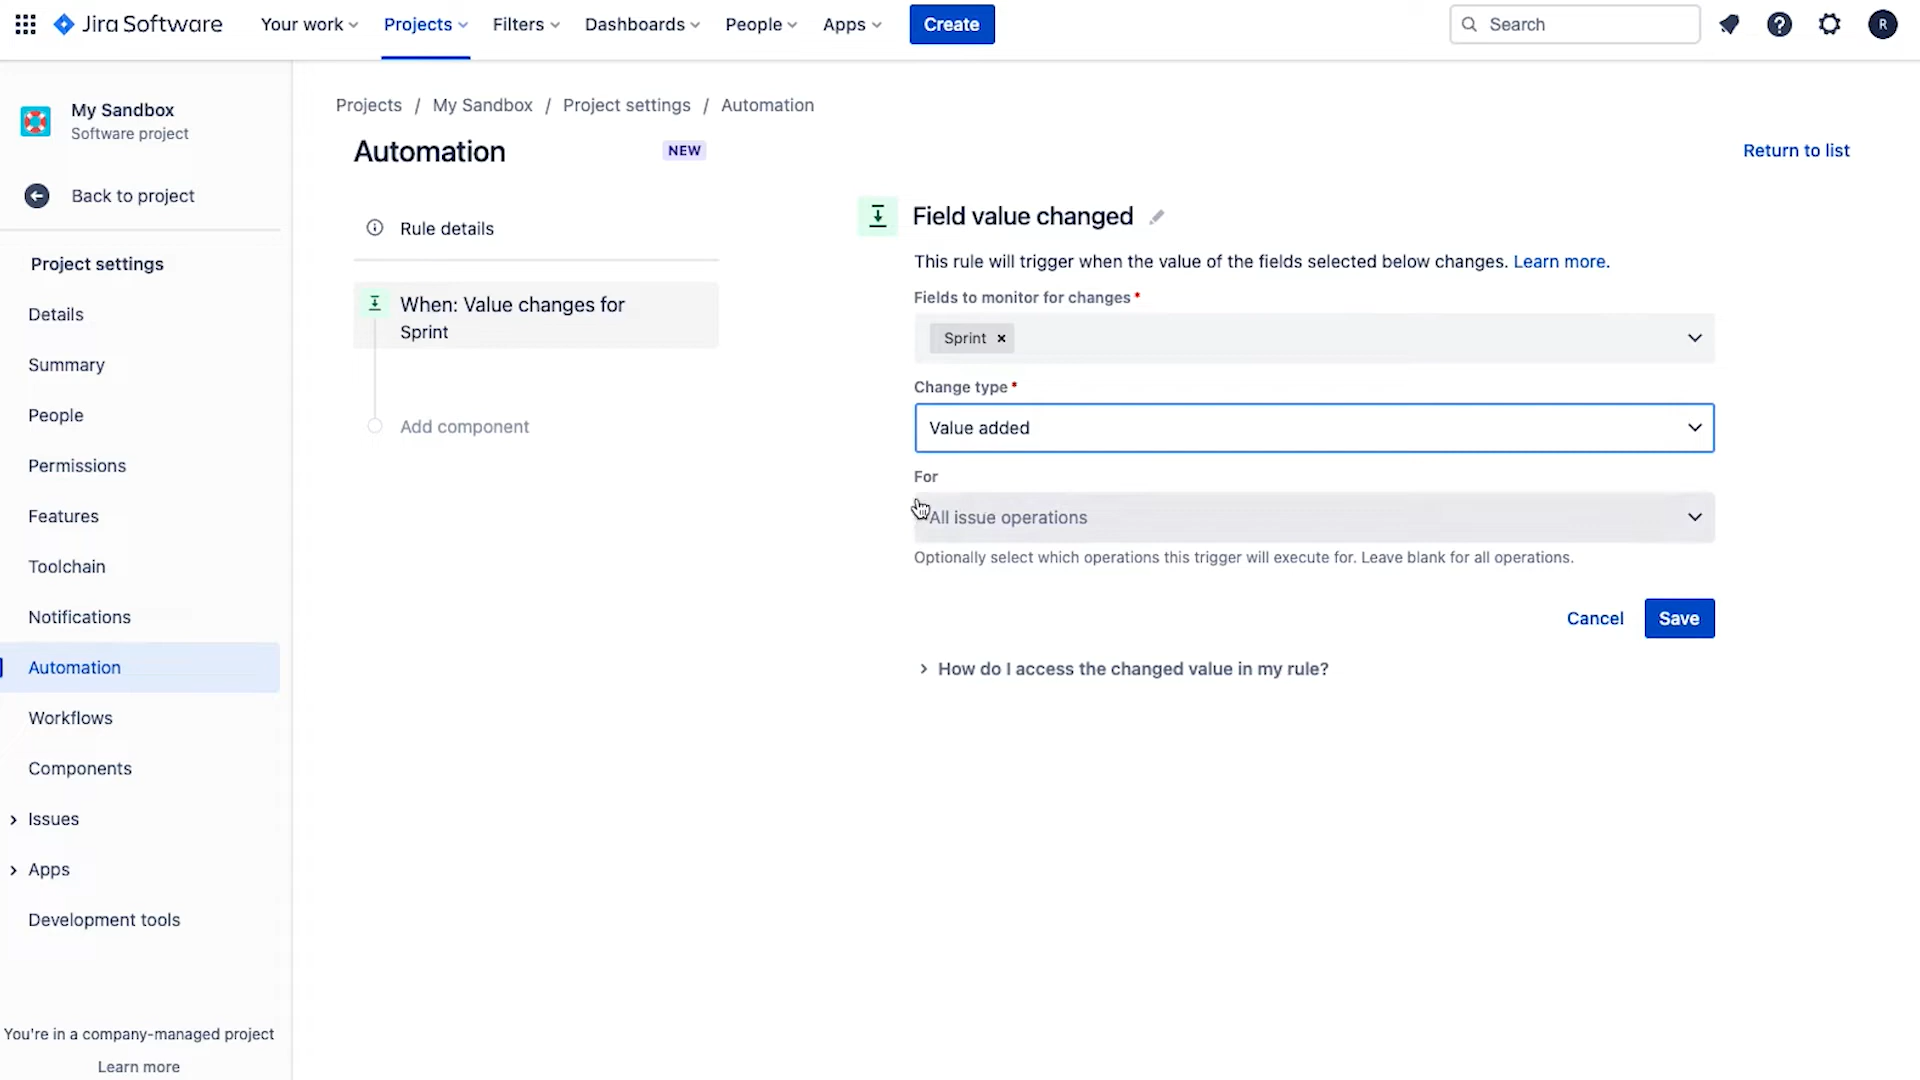 Jira Software
Your work
Projects
Filters
Dashboards
People
Apps
Create
Search
R
My Sandbox
Software project
Back to project
Project settings
Details
Summary
People
Permissions
Features
Toolchain
Notifications
Automation
Workflows
Components
Issues
Apps
Development tools
You're in a company-managed project
Learn more
Projects / My Sandbox / Project settings / Automation
Automation
NEW
Return to list
Rule details
When: Value changes for
Sprint
Add component
Field value changed
This rule will trigger when the value of the fields selected below changes. Learn more.
Fields to monitor for changes *
Sprint
Change type *
Value added
For
All issue operations
Optionally select which operations this trigger will execute for. Leave blank for all operations.
Cancel
Save
How do I access the changed value in my rule?